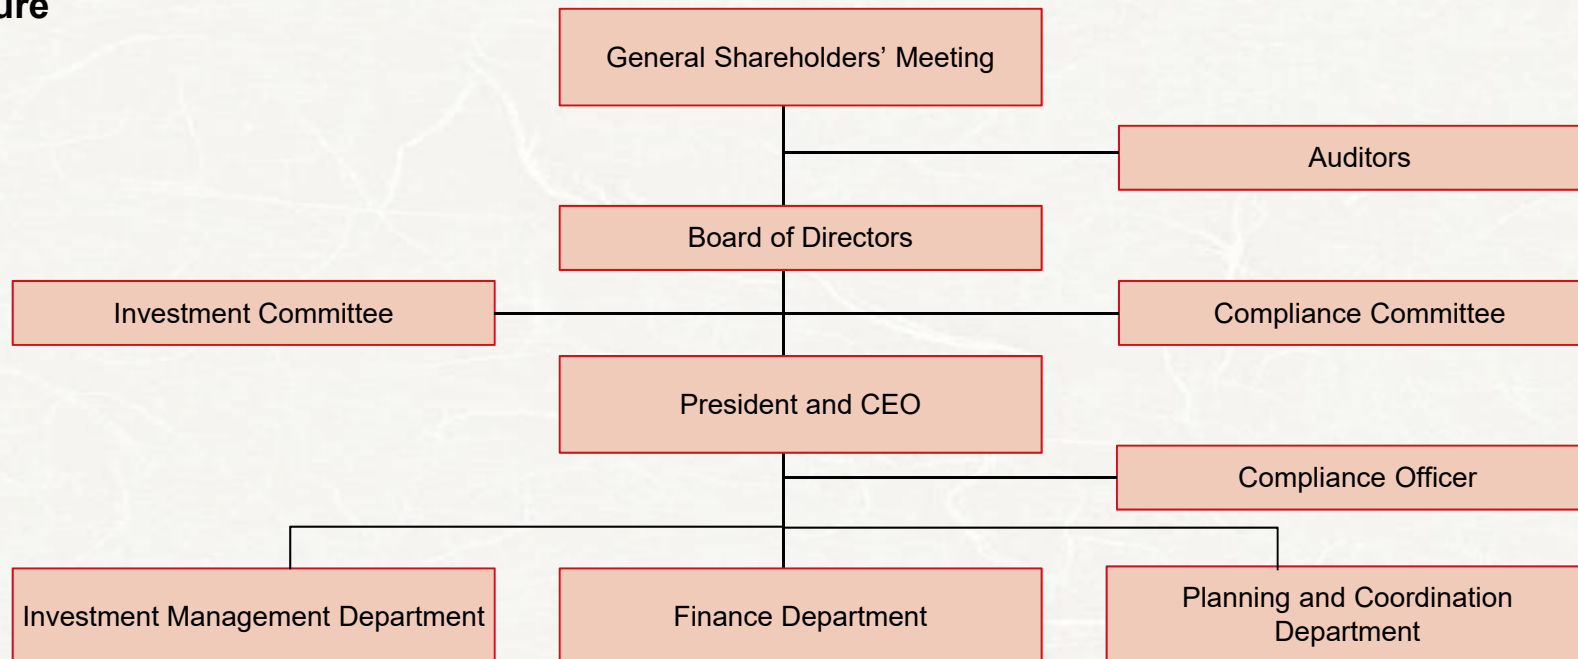 ure
General Shareholders’ Meeting
Auditors
Board of Directors
Investment Committee
Compliance Committee
President and CEO
Compliance Officer
Investment Management Department
Finance Department
Planning and Coordination
Department